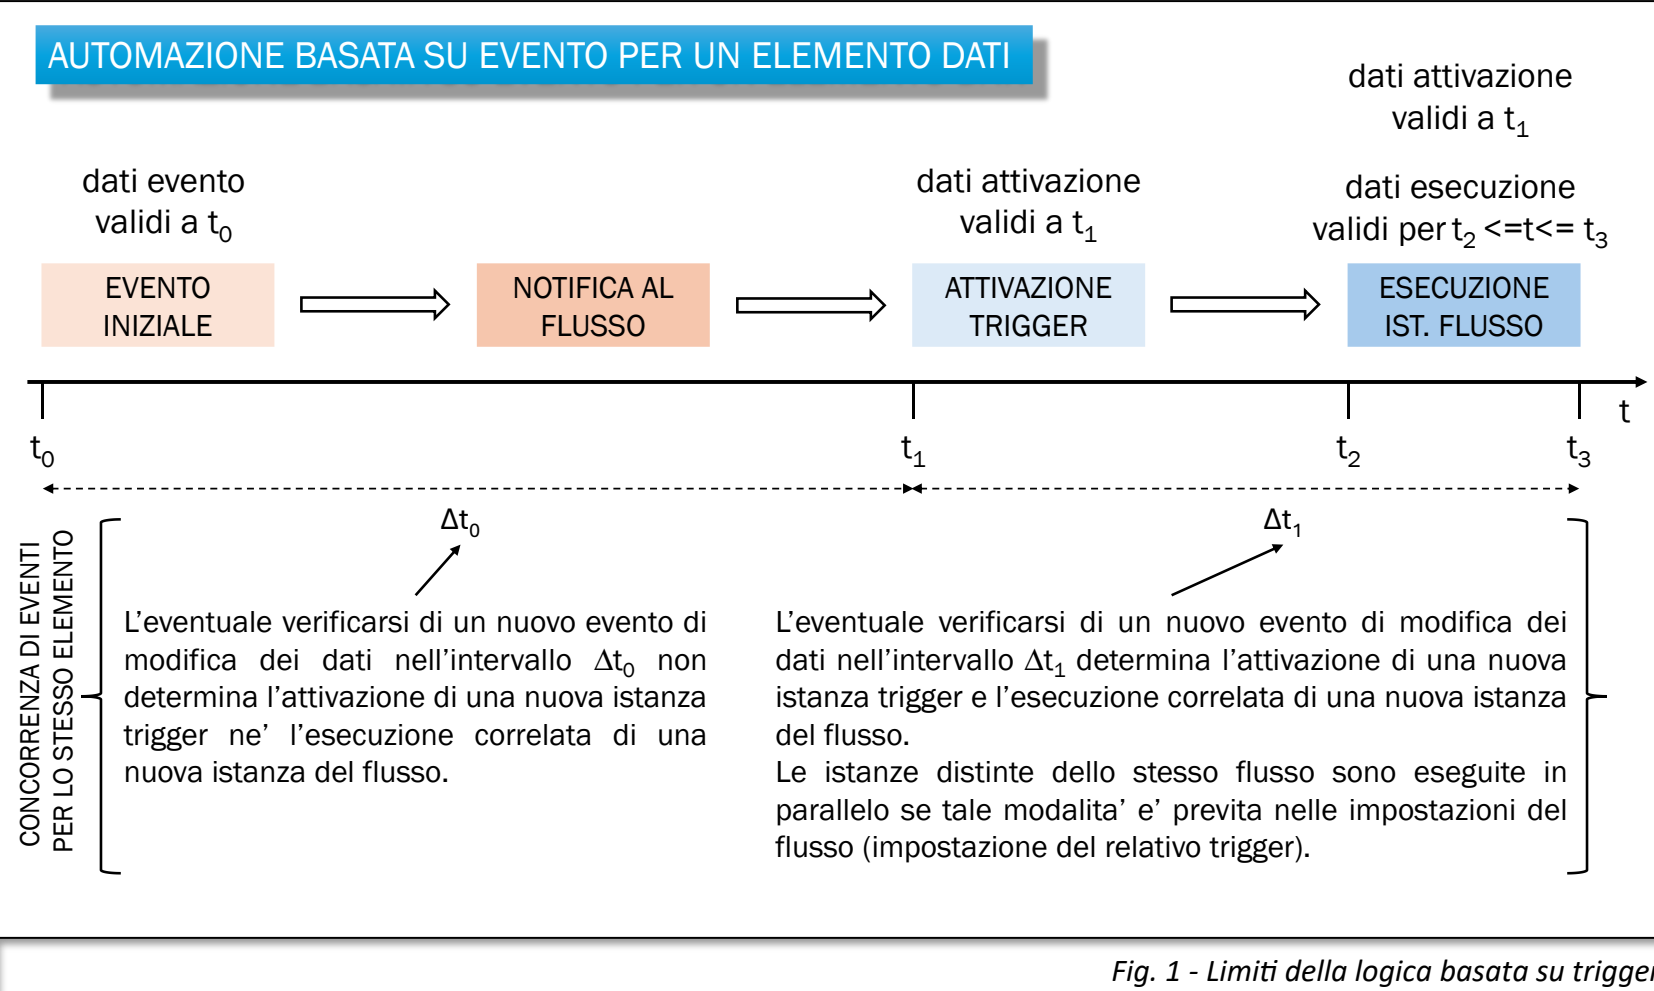 AUTOMAZIONE BASATA SU EVENTO PER UN ELEMENTO DATI
dati attivazione
validi a t1
dati evento
validi a t0
dati attivazione
validi a t1
dati esecuzione
validi per t2 <=t<= t3
EVENTO
INIZIALE
NOTIFICA AL
FLUSSO
ATTIVAZIONE
TRIGGER
ESECUZIONE
IST. FLUSSO
t
t0
t1
t2
t3
Δt0
Δt1
CONCORRENZA DI EVENTI
PER LO STESSO ELEMENTO
L'eventuale verificarsi di un nuovo evento di
modifica dei dati nell'intervallo Δt0 non
determina l'attivazione di una nuova istanza
trigger ne' l'esecuzione correlata di una
nuova istanza del flusso.
L'eventuale verificarsi di un nuovo evento di modifica dei
dati nell'intervallo Δt1 determina l'attivazione di una nuova
istanza trigger e l'esecuzione correlata di una nuova istanza
del flusso.
Le istanze distinte dello stesso flusso sono eseguite in
parallelo se tale modalita' e' previta nelle impostazioni del
flusso (impostazione del relativo trigger).
Fig. 1 - Limiti della logica basata su trigger